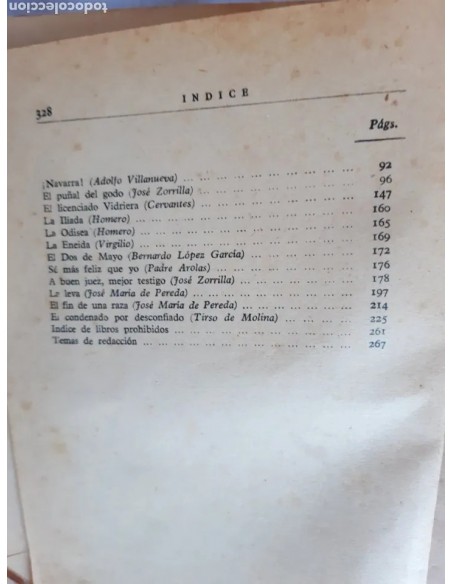 todocoleccion
328
INDICE
Págs.
¡Navarra! (Adolfo Villanueva) ... ... ... ... ... ... ... 92
El puñal del godo (José Zorrilla) ... ... ... ... ... ... 96
El licenciado Vidriera (Cervantes) ... ... ... ... ... ... 147
La Iliada (Homero) ... ... ... ... ... ... ... ... ... 160
La Odisea (Homero) ... ... ... ... ... ... ... ... ... 165
La Eneida (Virgilio) ... ... ... ... ... ... ... ... ... 169
El Dos de Mayo (Bernardo López García) ... ... ... ... 172
Sé más feliz que yo (Padre Arolas) ... ... ... ... ... ... 176
A buen juez, mejor testigo (José Zorrilla) ... ... ... ... 178
La leva (José María de Pereda) ... ... ... ... ... ... ... 197
El fin de una raza (José María de Pereda) ... ... ... ... 214
El condenado por desconfiado (Tirso de Molina) ... ... ... 225
Indice de libros prohibidos ... ... ... ... ... ... ... ... 261
Temas de redacción ... ... ... ... ... ... ... ... ... 267